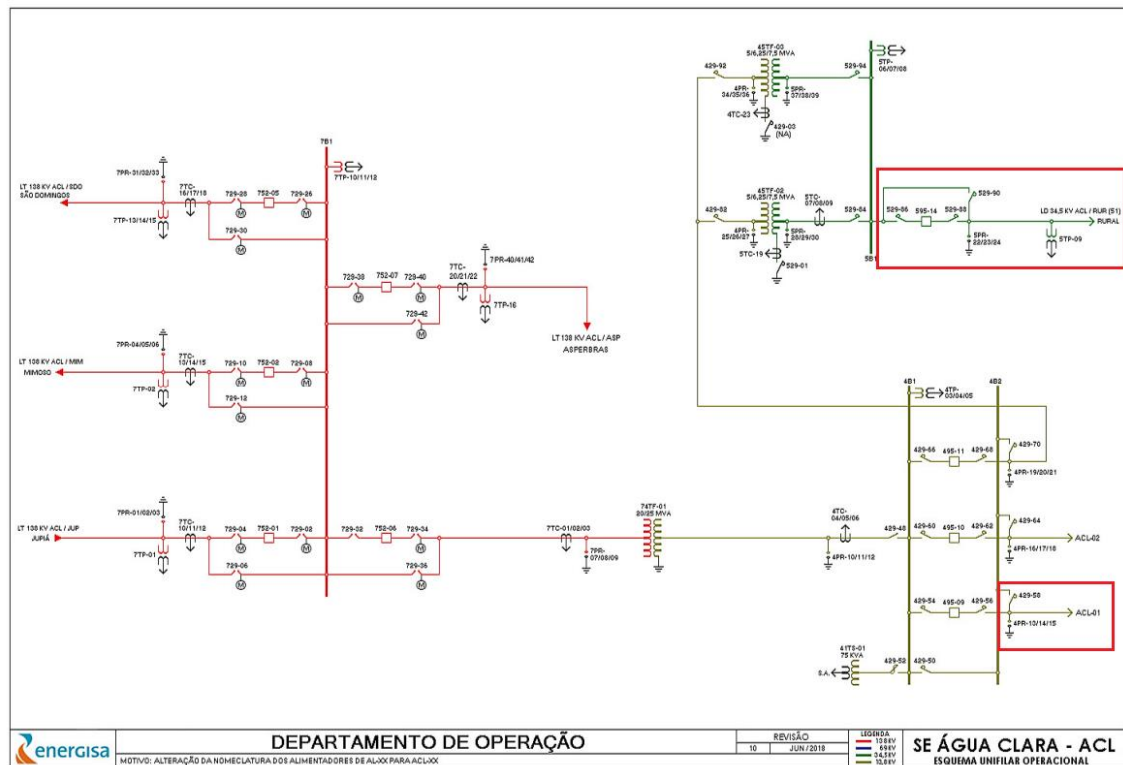 45TF-03
5/6,25/7,5 MVA
429-92
529-94
5TP-
06/07/08
4PR-
34/35/36
5PR-
37/38/39
4TC-23
429-03
(NA)
7B1
7TP-10/11/12
7PR-31/32/33
LT 138 KV ACL / SDO
SÃO DOMINGOS
7TC-
16/17/18
729-28
752-05
729-26
M
M
7TP-13/14/15
729-30
M
45TF-02
5/6,25/7,5 MVA
5TC-
07/08/09
429-82
529-84
529-90
529-86
595-14
529-88
LD 34,5 KV ACL / RUR (51)
RURAL
4PR-
25/26/27
5PR-
28/29/30
5PR-
22/23/24
5TP-09
5TC-19
529-01
5B1
7PR-40/41/42
729-38
752-07
729-40
7TC-
20/21/22
M
M
7TP-16
729-42
M
LT 138 KV ACL / ASP
ASPERBRAS
7PR-04/05/06
LT 138 KV ACL / MIM
MIMOSO
7TC-
13/14/15
729-10
752-02
729-08
M
M
7TP-02
729-12
M
4B1
4TP-
03/04/05
4B2
429-66
495-11
429-68
429-70
4PR-19/20/21
7PR-01/02/03
LT 138 KV ACL / JUP
JUPIÁ
7TC-
10/11/12
729-04
752-01
729-02
729-32
752-06
729-34
M
M
M
7TP-01
729-06
M
729-36
M
7TC-01/02/03
7PR-
07/08/09
74TF-01
20/25 MVA
4TC-
04/05/06
4PR-10/11/12
429-48
429-60
495-10
429-62
429-64
4PR-16/17/18
ACL-02
429-54
495-09
429-56
429-58
4PR-13/14/15
ACL-01
41TS-01
75 KVA
S.A.
429-52
429-50
energisa
DEPARTAMENTO DE OPERAÇÃO
MOTIVO: ALTERAÇÃO DA NOMECLATURA DOS ALIMENTADORES DE AL-XX PARA ACL-XX
REVISÃO
10 JUN / 2018
LEGENDA
138KV
69KV
34,5KV
13,8KV
SE ÁGUA CLARA - ACL
ESQUEMA UNIFILAR OPERACIONAL